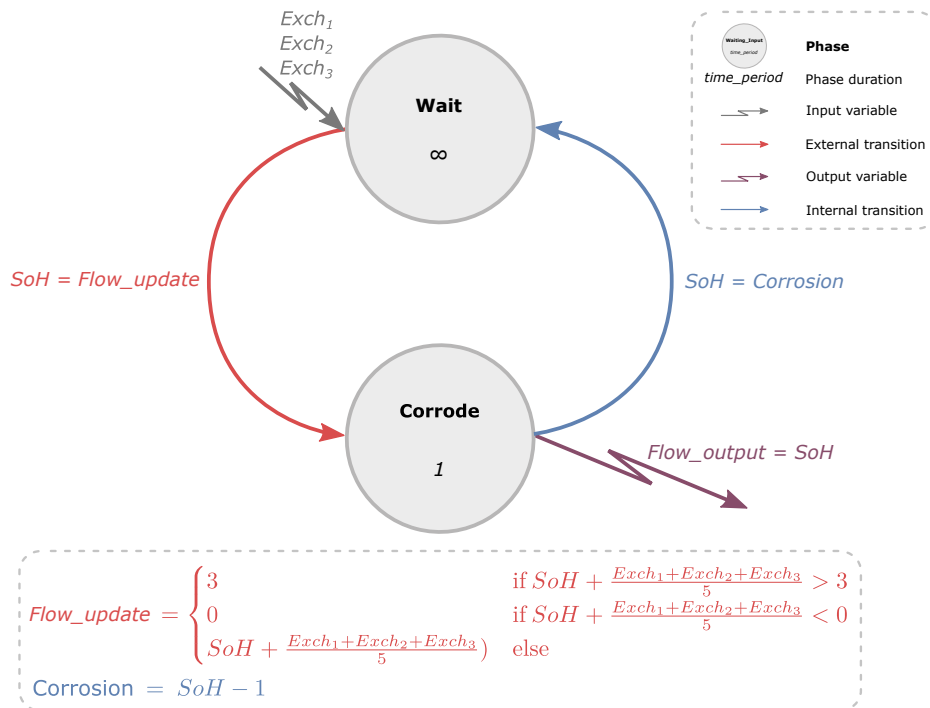 Exch₁
Exch₂
Exch₃
Wait
∞
Waiting_Input
time_period
Phase
time_period Phase duration
Input variable
External transition
Output variable
Internal transition
SoH = Flow_update
SoH = Corrosion
Corrode
1
Flow_output = SoH
Flow_update = { 3 if SoH + (Exch₁+Exch₂+Exch₃)/5 > 3
0 if SoH + (Exch₁+Exch₂+Exch₃)/5 < 0
SoH + (Exch₁+Exch₂+Exch₃)/5 ) else
Corrosion = SoH − 1